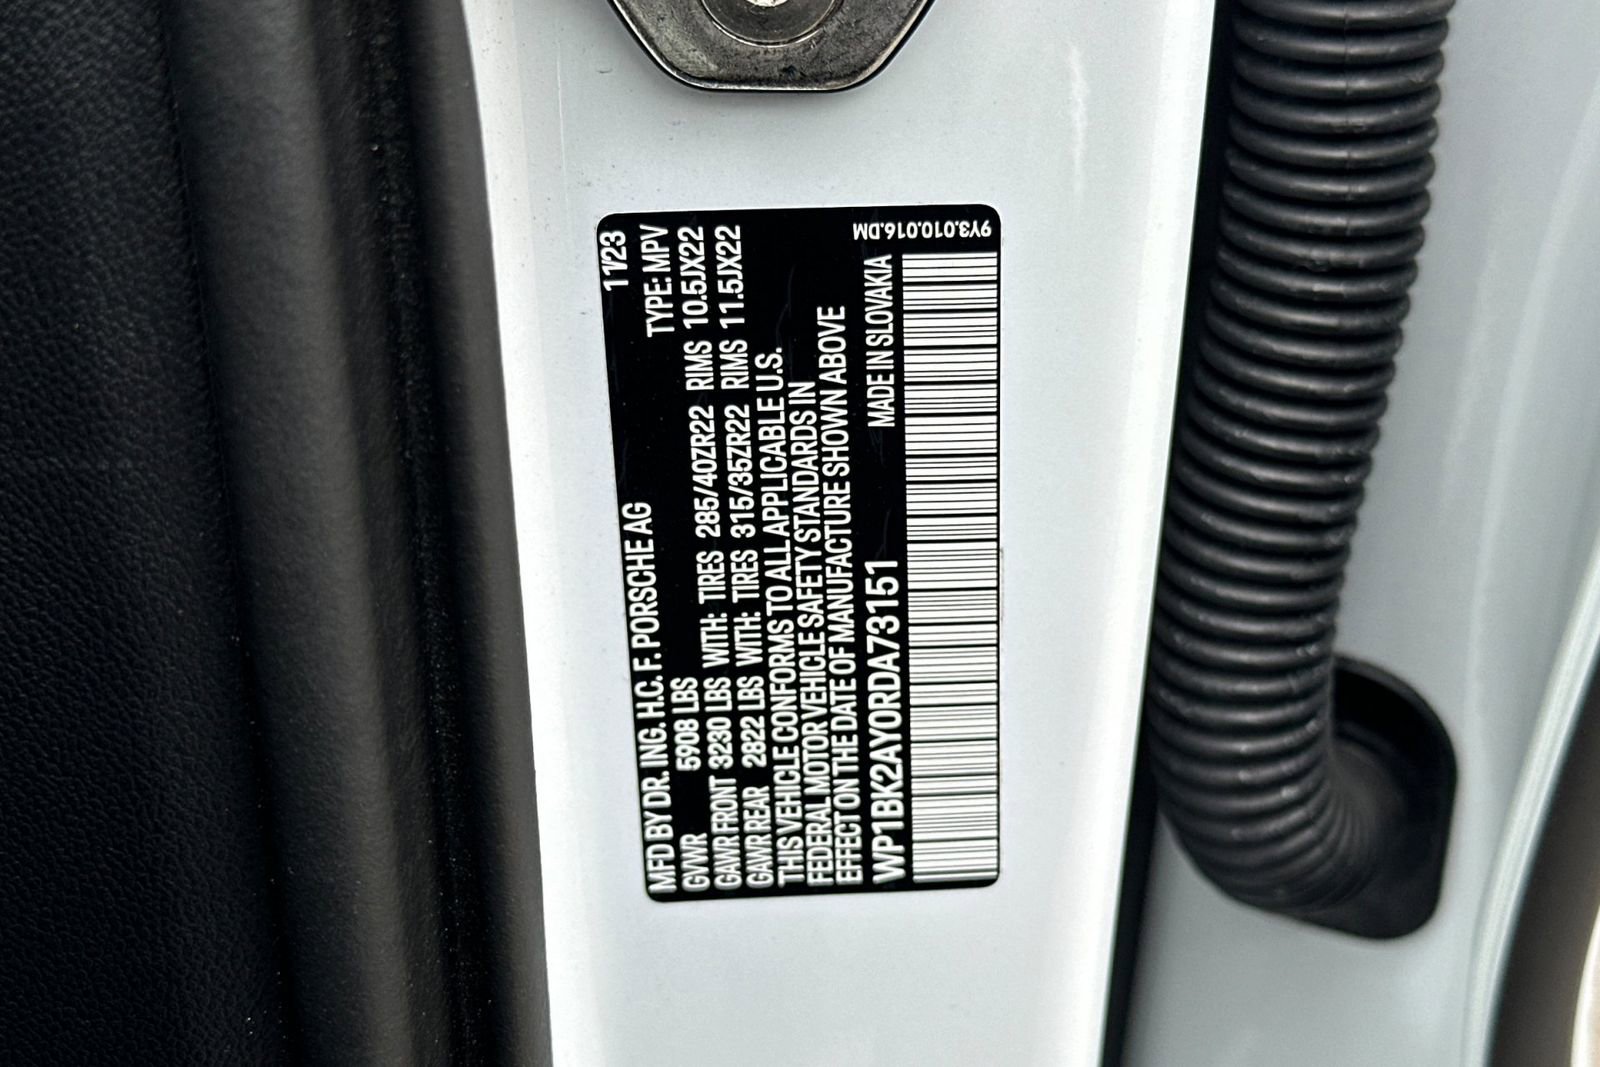 11/23
MFD BY DR. ING. H.C. F. PORSCHE AG TYPE: MPV
GVWR 5908 LBS
GAWR FRONT 3230 LBS WITH: TIRES 285/40ZR22 RIMS 10.5JX22
GAWR REAR 2822 LBS WITH: TIRES 315/35ZR22 RIMS 11.5JX22
THIS VEHICLE CONFORMS TO ALL APPLICABLE U.S.
FEDERAL MOTOR VEHICLE SAFETY STANDARDS IN
EFFECT ON THE DATE OF MANUFACTURE SHOWN ABOVE
WP1BK2AY0RDA73151 MADE IN SLOVAKIA
9Y3.010.016.DM